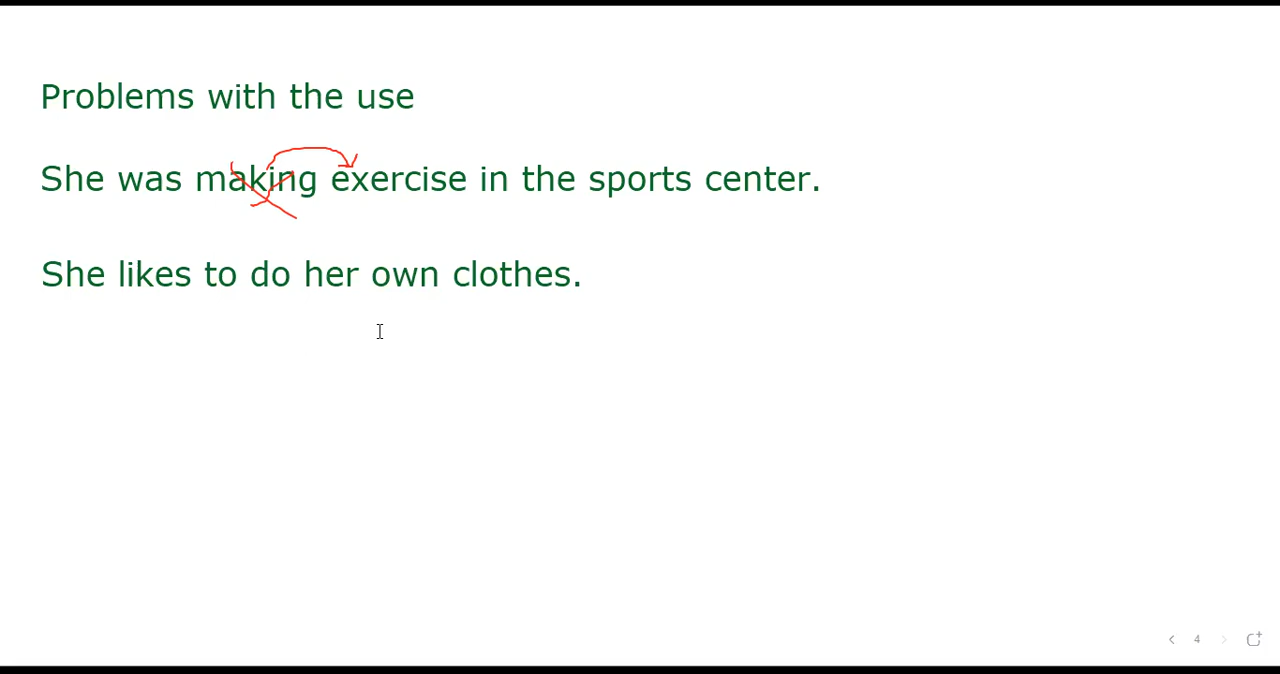 Problems with the use
She was making exercise in the sports center.
She likes to do her own clothes.
4